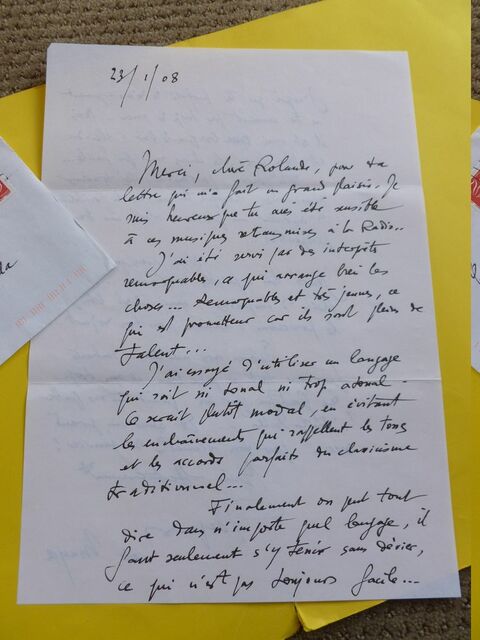 23/1/08
Merci, chère Rolande, pour ta
lettre qui m'a fait un grand plaisir. Je
suis heureux que tu aies été sensible
à ces musiques retransmises à la Radio..
J'ai été servi par des interprètes
remarquables, ce qui arrange bien les
choses... Remarquables et très jeunes, ce
qui est prometteur car ils sont pleins de
talent...
J'ai essayé d'utiliser un langage
qui soit ni tonal ni trop atonal -
Ce serait plutôt modal, en évitant
les enchaînements qui rappellent les tons
et les accords parfaits du classicisme
traditionnel...
Finalement on peut tout
dire dans n'importe quel langage, il
faut seulement s'y tenir sans dévier,
ce qui n'est pas toujours facile...